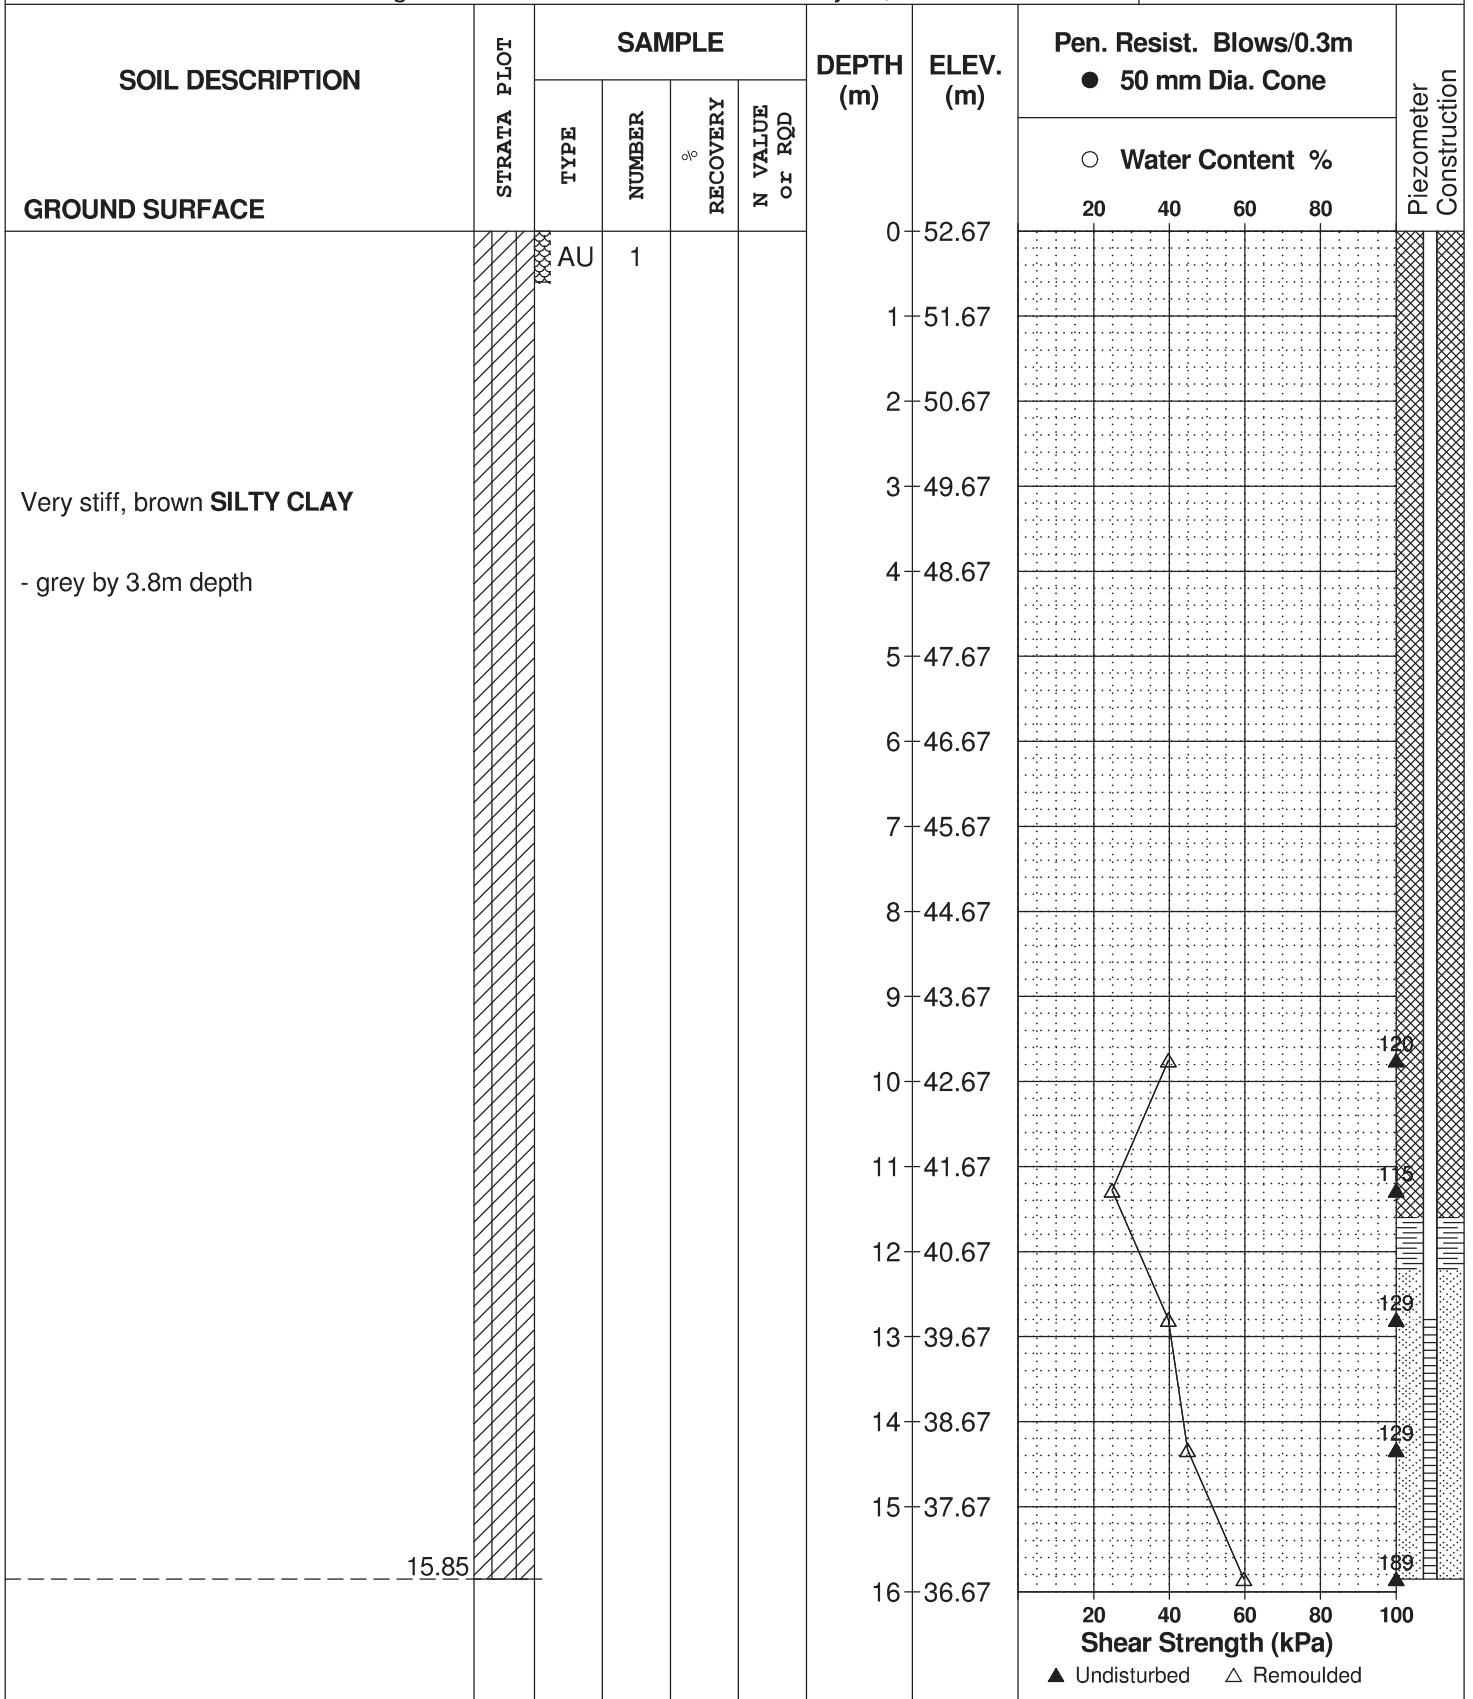 SOIL DESCRIPTION
GROUND SURFACE
STRATA PLOT
SAMPLE
TYPE
NUMBER
%
RECOVERY
N VALUE
or RQD
DEPTH
(m)
ELEV.
(m)
Pen. Resist. Blows/0.3m
● 50 mm Dia. Cone
○ Water Content %
20 40 60 80
Piezometer
Construction
0 52.67
AU 1
1 51.67
2 50.67
3 49.67
Very stiff, brown SILTY CLAY
4 48.67
- grey by 3.8m depth
5 47.67
6 46.67
7 45.67
8 44.67
9 43.67
120
10 42.67
11 41.67
115
12 40.67
129
13 39.67
14 38.67
129
15 37.67
15.85
189
16 36.67
20 40 60 80 100
Shear Strength (kPa)
▲ Undisturbed △ Remoulded